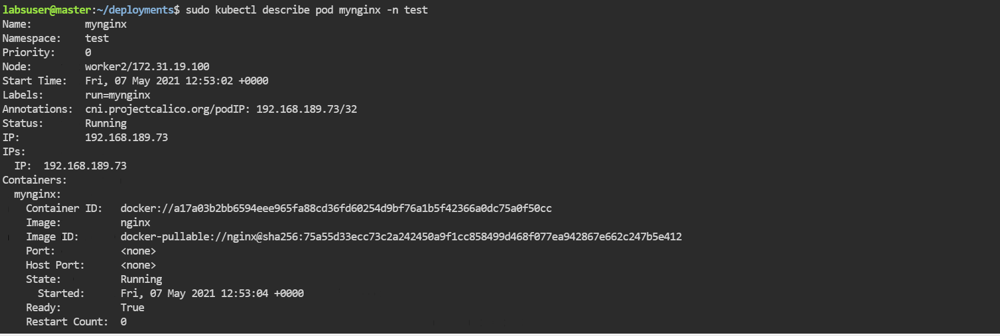 labsuser@master:~/deployments$ sudo kubectl describe pod mynginx -n test
Name:         mynginx
Namespace:    test
Priority:     0
Node:         worker2/172.31.19.100
Start Time:   Fri, 07 May 2021 12:53:02 +0000
Labels:       run=mynginx
Annotations:  cni.projectcalico.org/podIP: 192.168.189.73/32
Status:       Running
IP:           192.168.189.73
IPs:
  IP:  192.168.189.73
Containers:
  mynginx:
    Container ID:   docker://a17a03b2bb6594eee965fa88cd36fd60254d9bf76a1b5f42366a0dc75a0f50cc
    Image:          nginx
    Image ID:       docker-pullable://nginx@sha256:75a55d33ecc73c2a242450a9f1cc858499d468f077ea942867e662c247b5e412
    Port:           <none>
    Host Port:      <none>
    State:          Running
      Started:      Fri, 07 May 2021 12:53:04 +0000
    Ready:          True
    Restart Count:  0